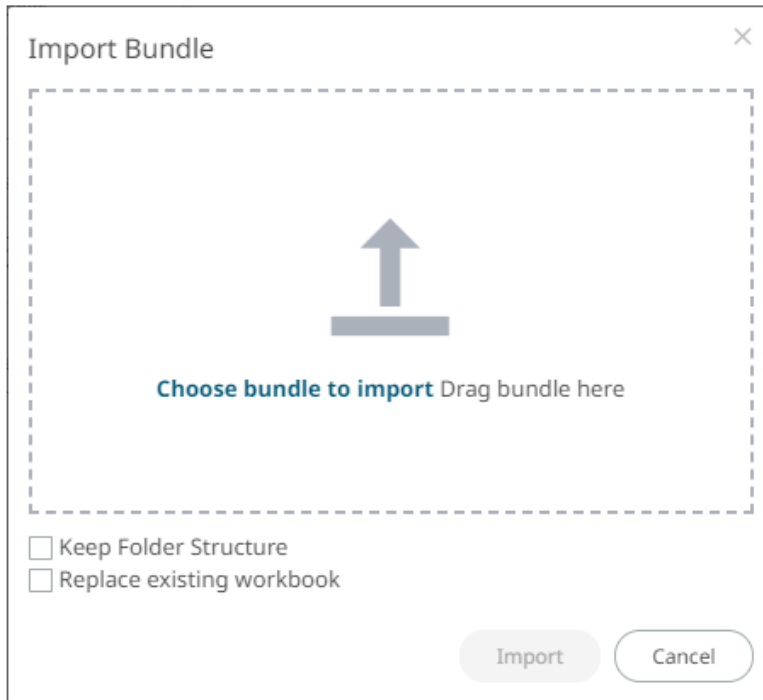 Import Bundle
Choose bundle to import Drag bundle here
Keep Folder Structure
Replace existing workbook
Import Cancel